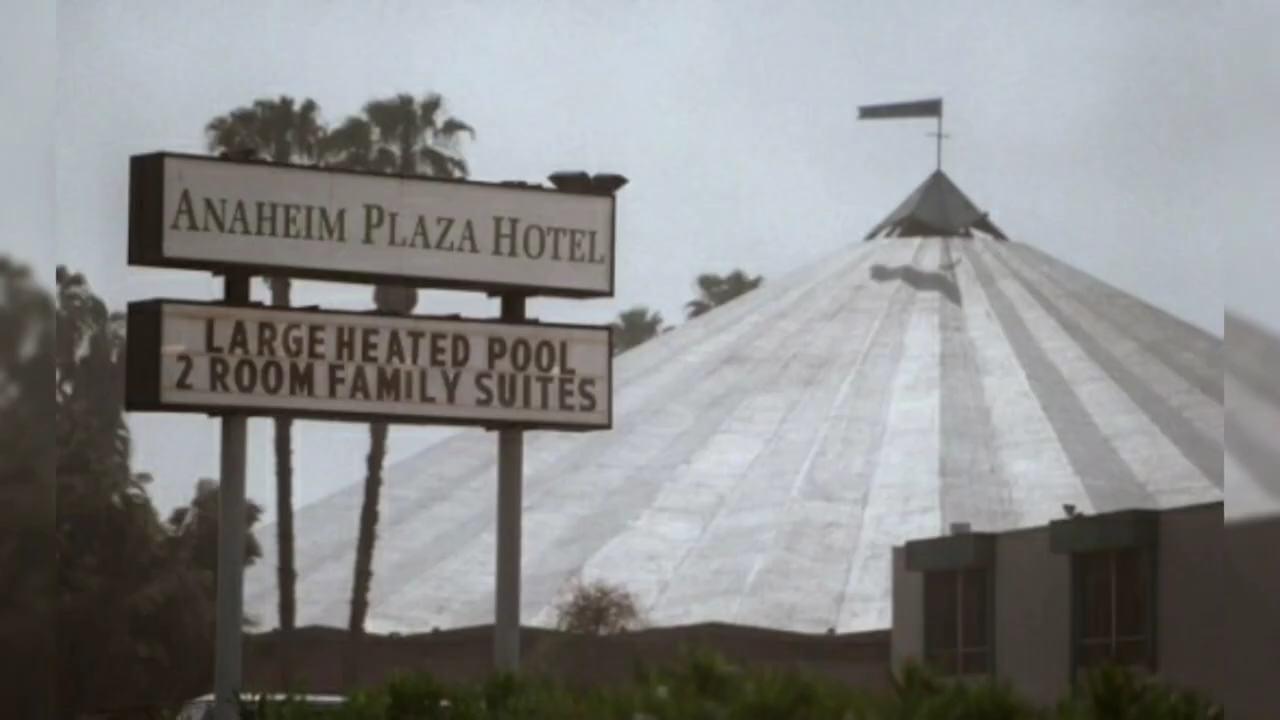 ANAHEIM PLAZA HOTEL
LARGE HEATED POOL
2 ROOM FAMiLY SUITES